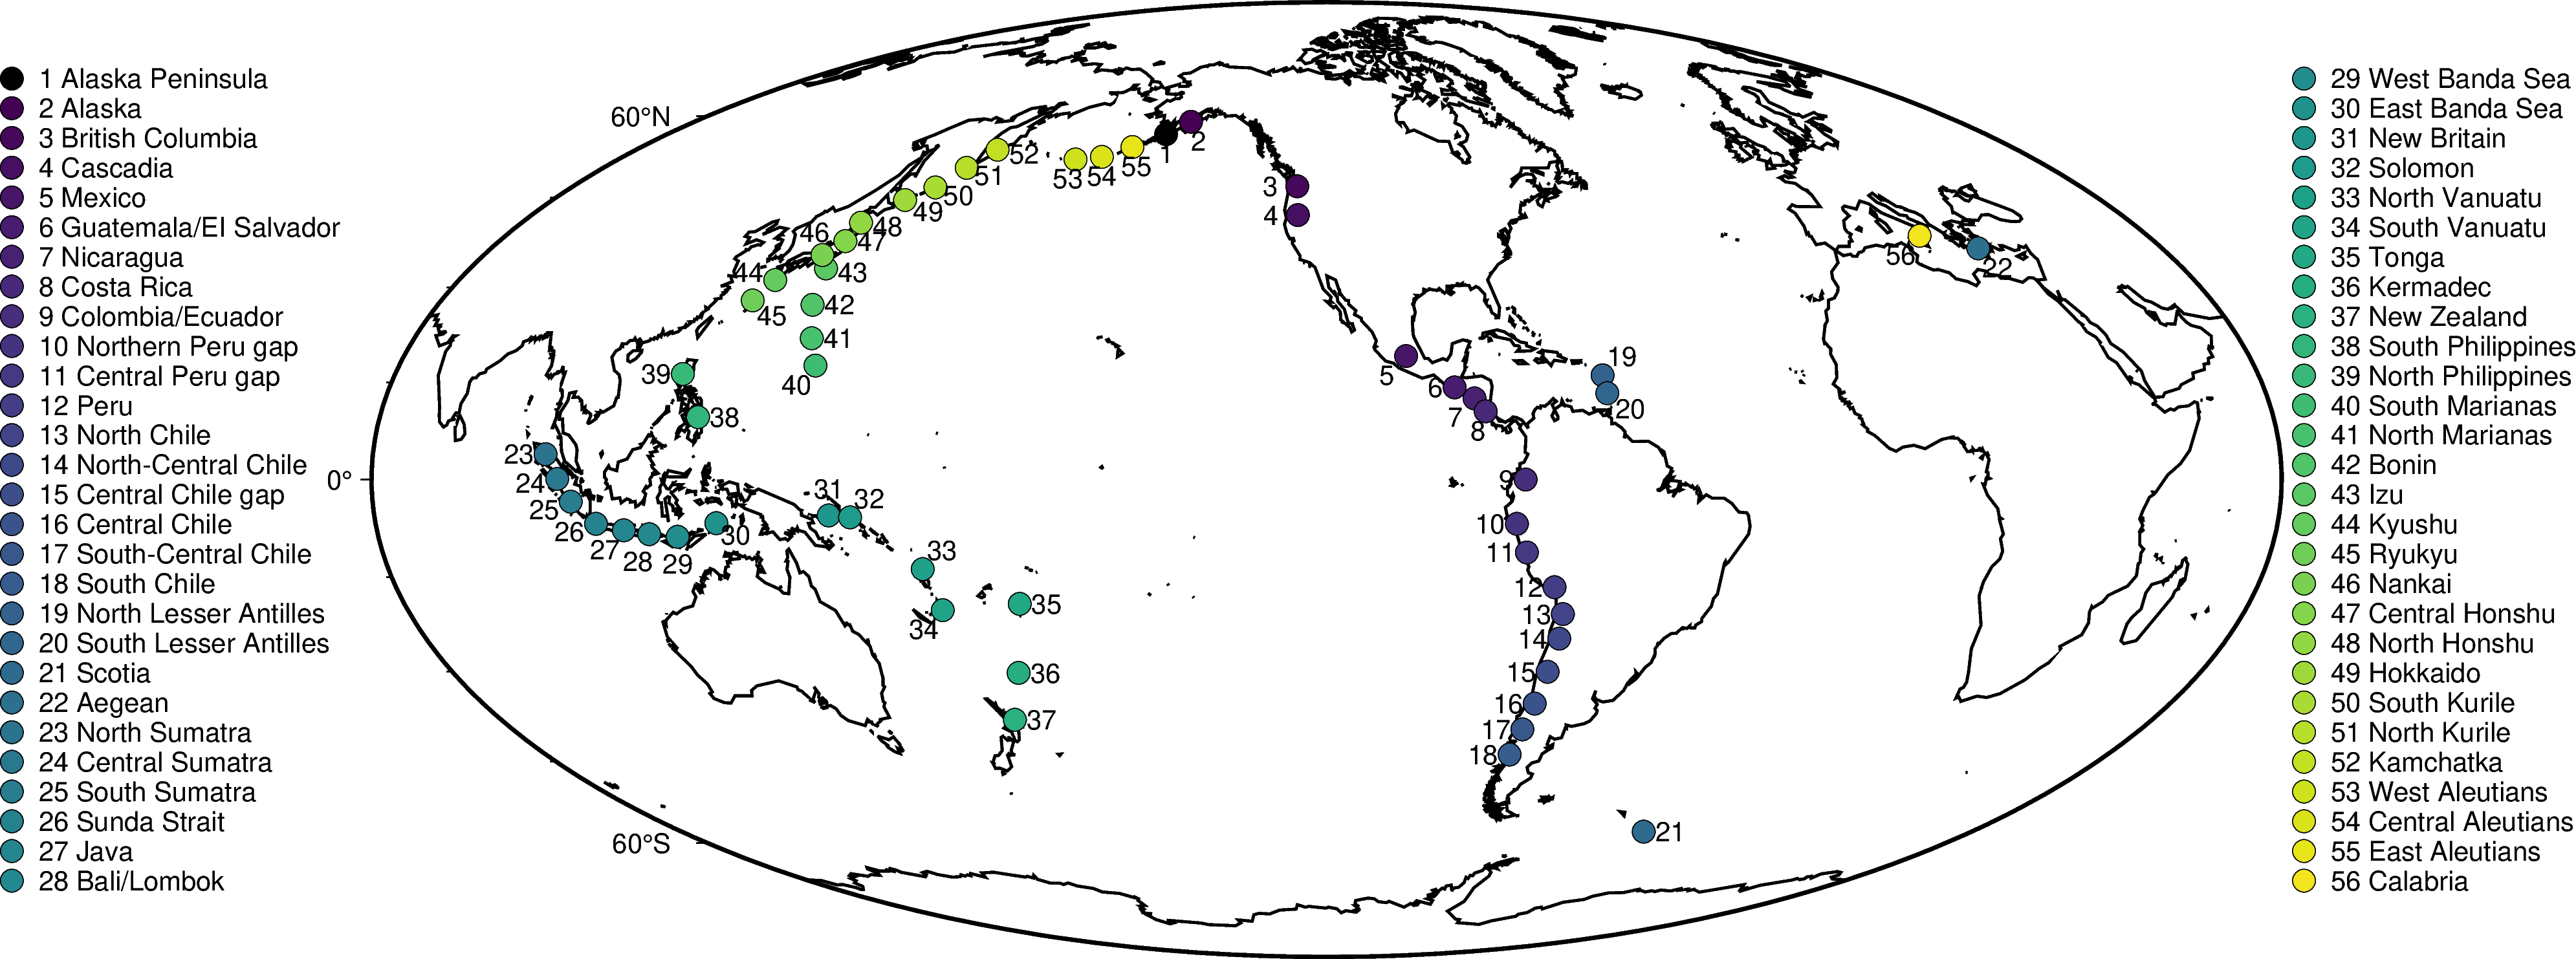 1 Alaska Peninsula
2 Alaska
3 British Columbia
4 Cascadia
5 Mexico
6 Guatemala/El Salvador
7 Nicaragua
8 Costa Rica
9 Colombia/Ecuador
10 Northern Peru gap
11 Central Peru gap
12 Peru
13 North Chile
14 North-Central Chile
15 Central Chile gap
16 Central Chile
17 South-Central Chile
18 South Chile
19 North Lesser Antilles
20 South Lesser Antilles
21 Scotia
22 Aegean
23 North Sumatra
24 Central Sumatra
25 South Sumatra
26 Sunda Strait
27 Java
28 Bali/Lombok
60°N
0°
60°S
1
2
3
4
5
6
7
8
9
10
11
12
13
14
15
16
17
18
19
20
21
22
23
24
25
26
27
28
29
30
31
32
33
34
35
36
37
38
39
40
41
42
43
44
45
46
47
48
49
50
51
52
53
54
55
56
29 West Banda Sea
30 East Banda Sea
31 New Britain
32 Solomon
33 North Vanuatu
34 South Vanuatu
35 Tonga
36 Kermadec
37 New Zealand
38 South Philippines
39 North Philippines
40 South Marianas
41 North Marianas
42 Bonin
43 Izu
44 Kyushu
45 Ryukyu
46 Nankai
47 Central Honshu
48 North Honshu
49 Hokkaido
50 South Kurile
51 North Kurile
52 Kamchatka
53 West Aleutians
54 Central Aleutians
55 East Aleutians
56 Calabria